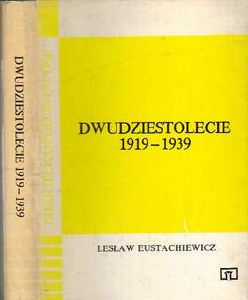 DWUDZIESTOLECIE 1919-1939
DWUDZIESTOLECIE
1919-1939
LESŁAW EUSTACHIEWICZ